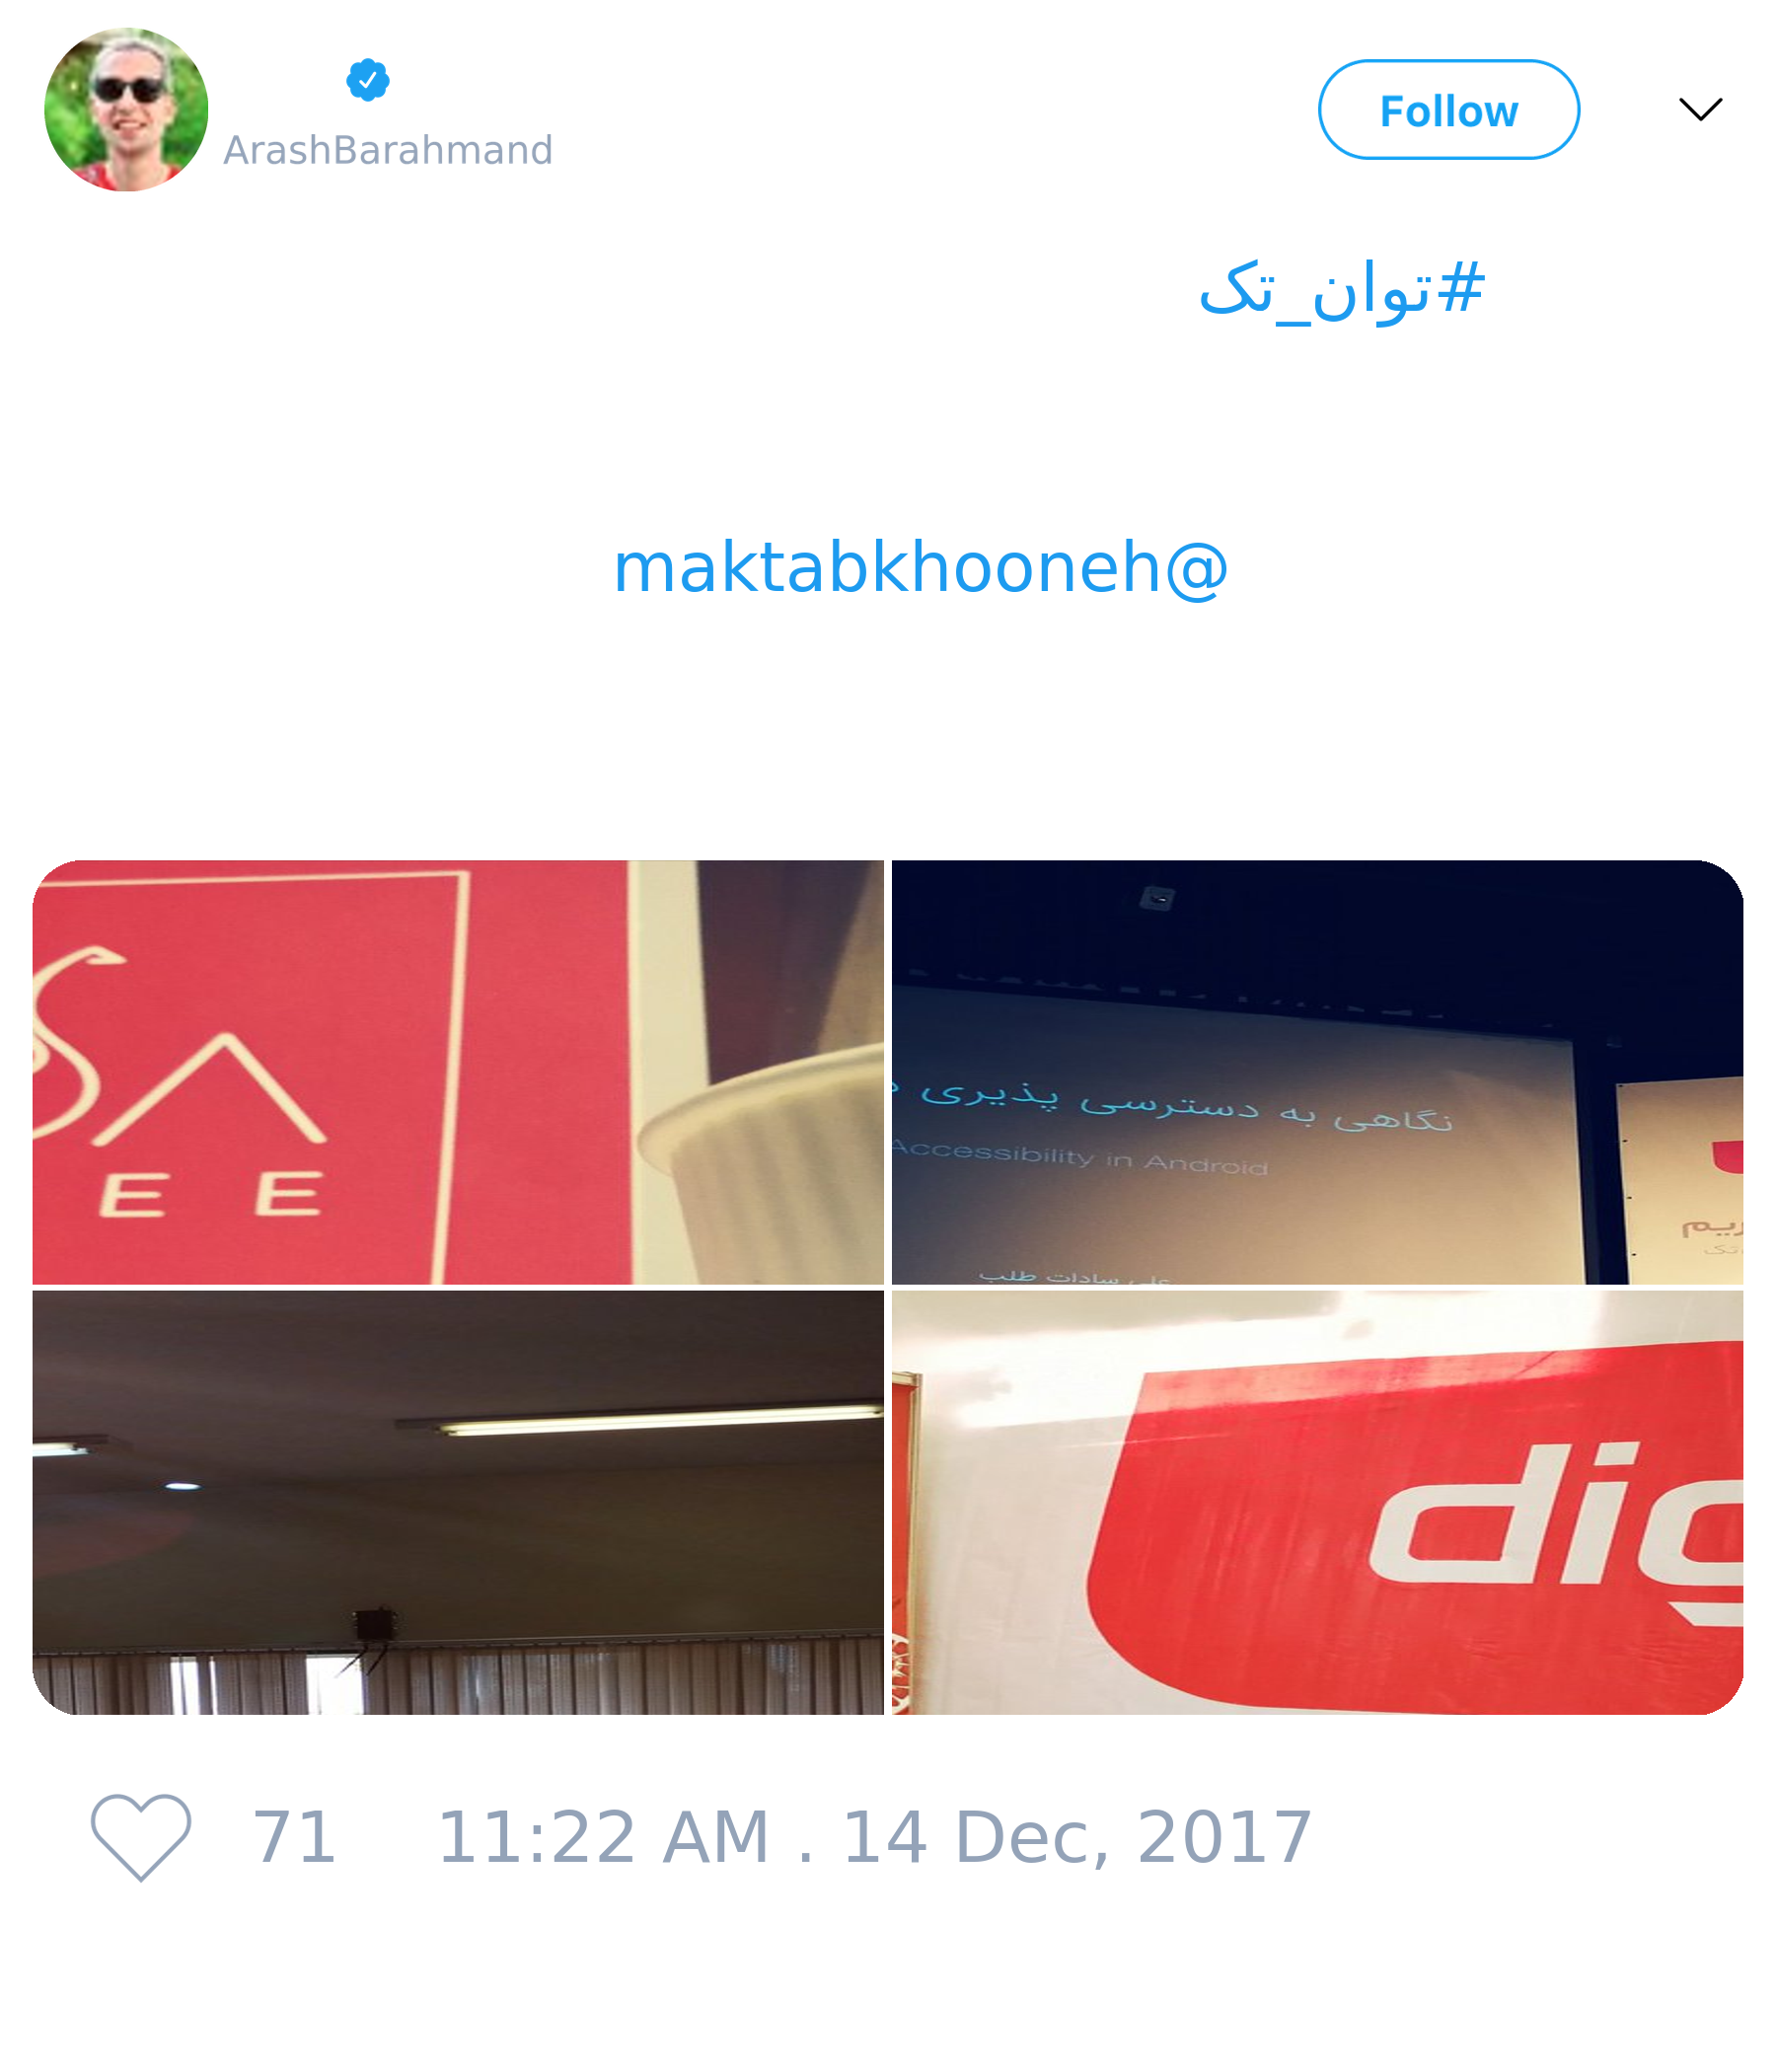 ArashBarahmand
Follow
#توان_تک
maktabkhooneh@
SA
E E
نگاهی به دسترسی پذیری
Accessibility in Android
علی سادات طلب
dig
71
11:22 AM . 14 Dec, 2017